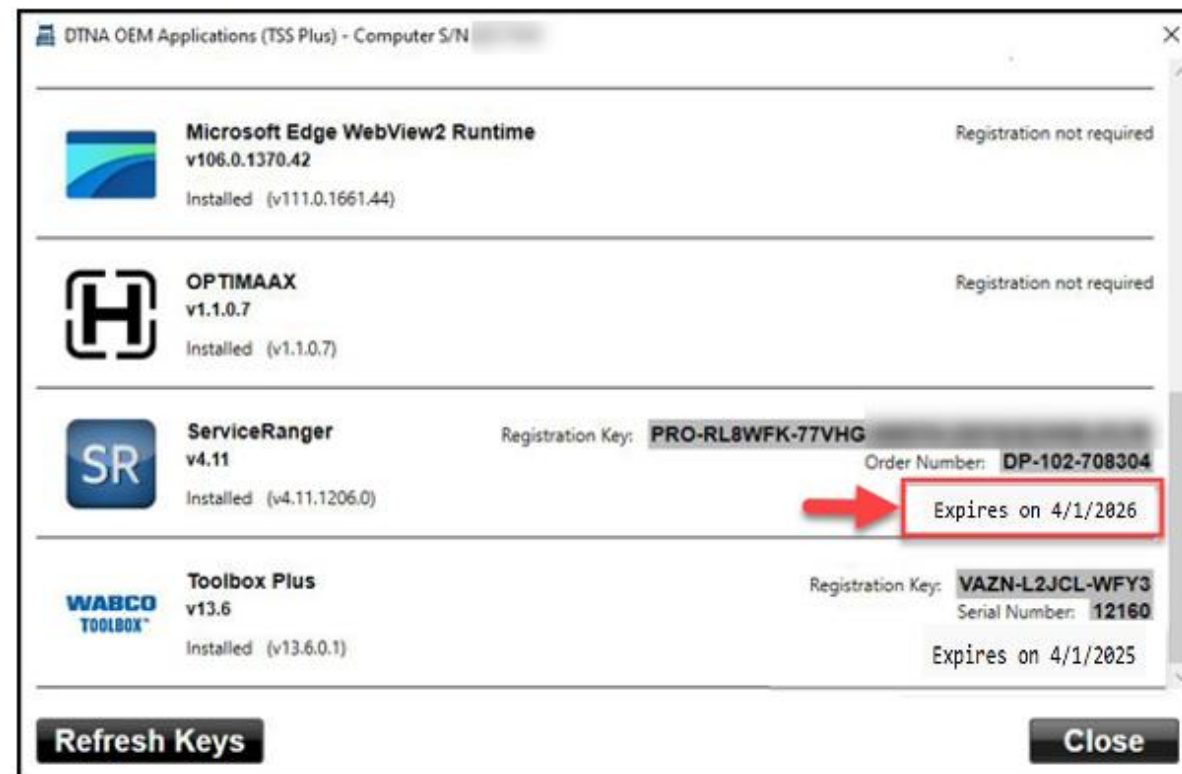 DTNA OEM Applications (TSS Plus) - Computer S/N
Microsoft Edge WebView2 Runtime
Registration not required
v106.0.1370.42
Installed (v111.0.1661.44)
H
OPTIMAAX
Registration not required
v1.1.0.7
Installed (v1.1.0.7)
SR
ServiceRanger
Registration Key: PRO-RL8WFK-77VHG
v4.11
Order Number: DP-102-708304
Installed (v4.11.1206.0)
Expires on 4/1/2026
WABCO
TOOLBOX™
Toolbox Plus
Registration Key: VAZN-L2JCL-WFY3
v13.6
Serial Number: 12160
Installed (v13.6.0.1)
Expires on 4/1/2025
Refresh Keys
Close